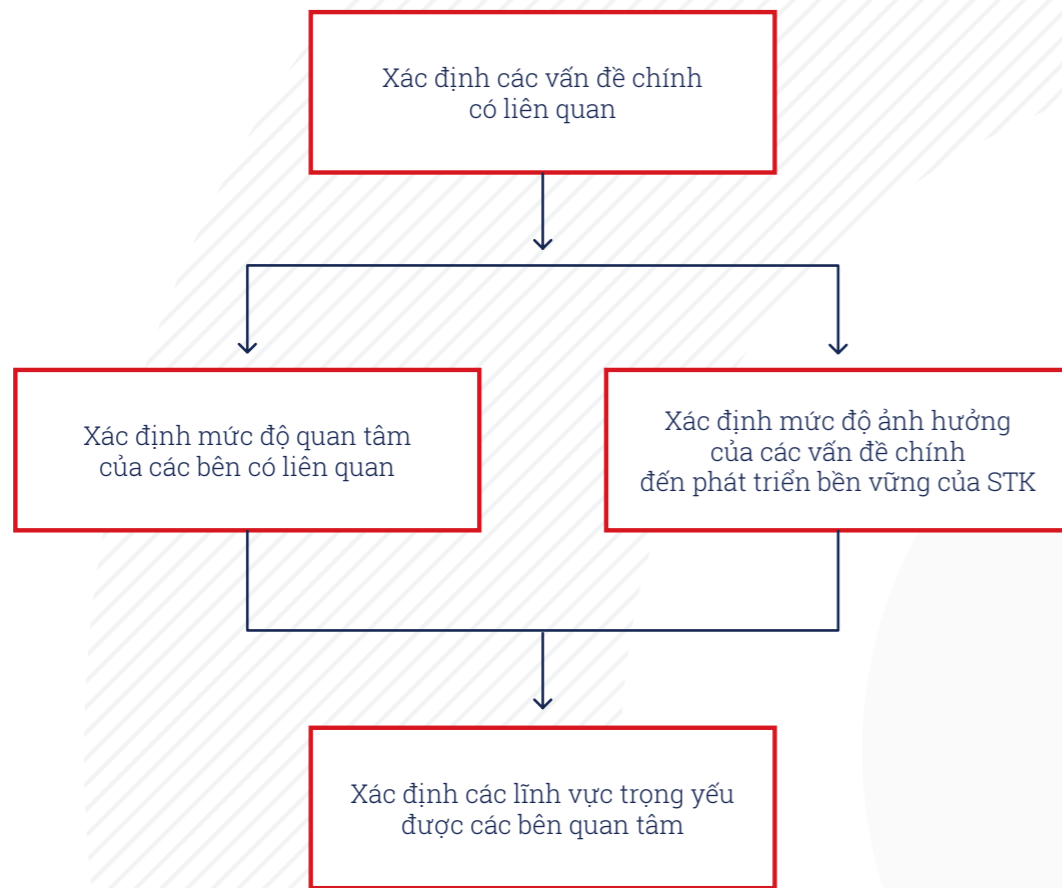 Xác định các vấn đề chính
có liên quan
Xác định mức độ quan tâm
của các bên có liên quan
Xác định mức độ ảnh hưởng
của các vấn đề chính
đến phát triển bền vững của STK
Xác định các lĩnh vực trọng yếu
được các bên quan tâm